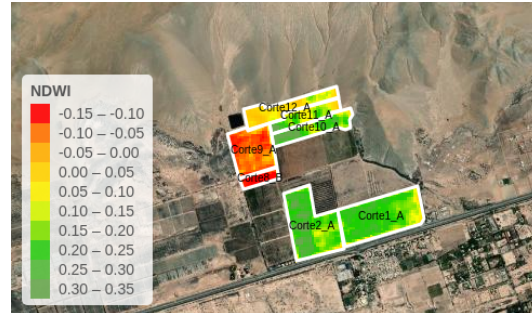 NDWI
-0.15 – -0.10
-0.10 – -0.05
-0.05 – 0.00
0.00 – 0.05
0.05 – 0.10
0.10 – 0.15
0.15 – 0.20
0.20 – 0.25
0.25 – 0.30
0.30 – 0.35
Corte12_A
Corte11_A
Corte10_A
Corte9_A
Corte8_B
Corte2_A
Corte1_A